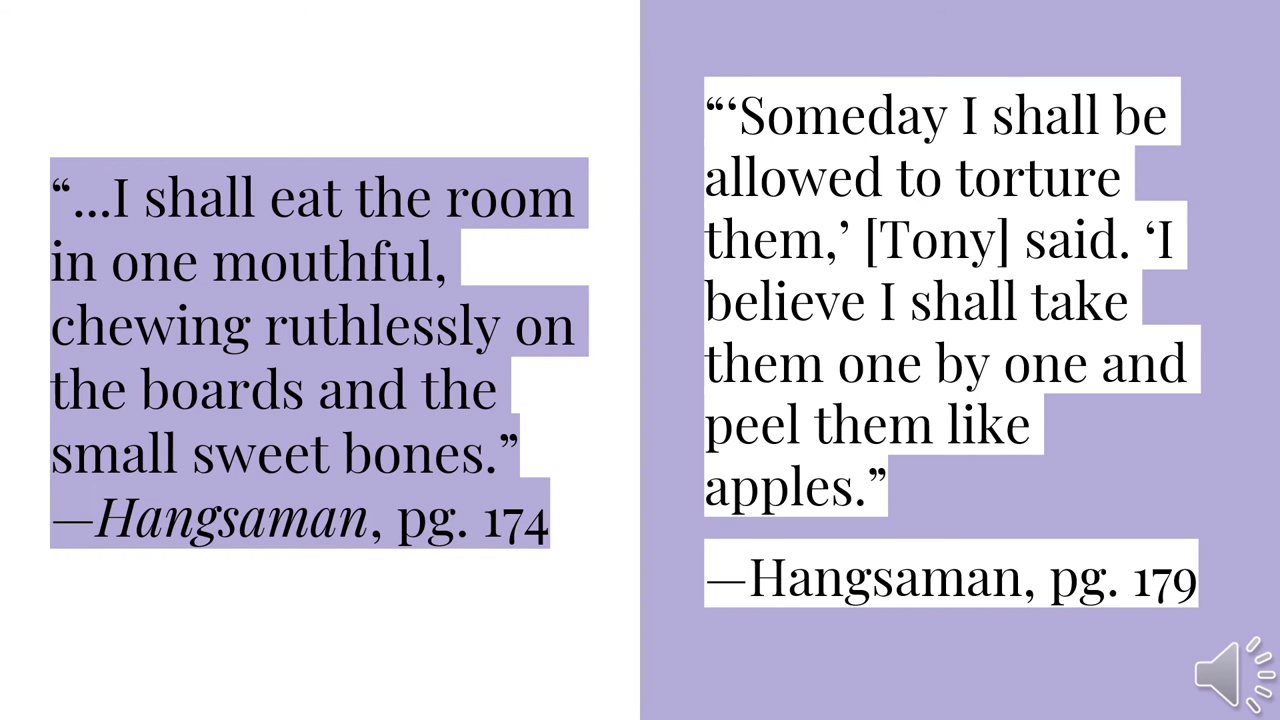 “...I shall eat the room
in one mouthful,
chewing ruthlessly on
the boards and the
small sweet bones.”
—Hangsaman, pg. 174
“‘Someday I shall be
allowed to torture
them,’ [Tony] said. ‘I
believe I shall take
them one by one and
peel them like
apples.”
—Hangsaman, pg. 179